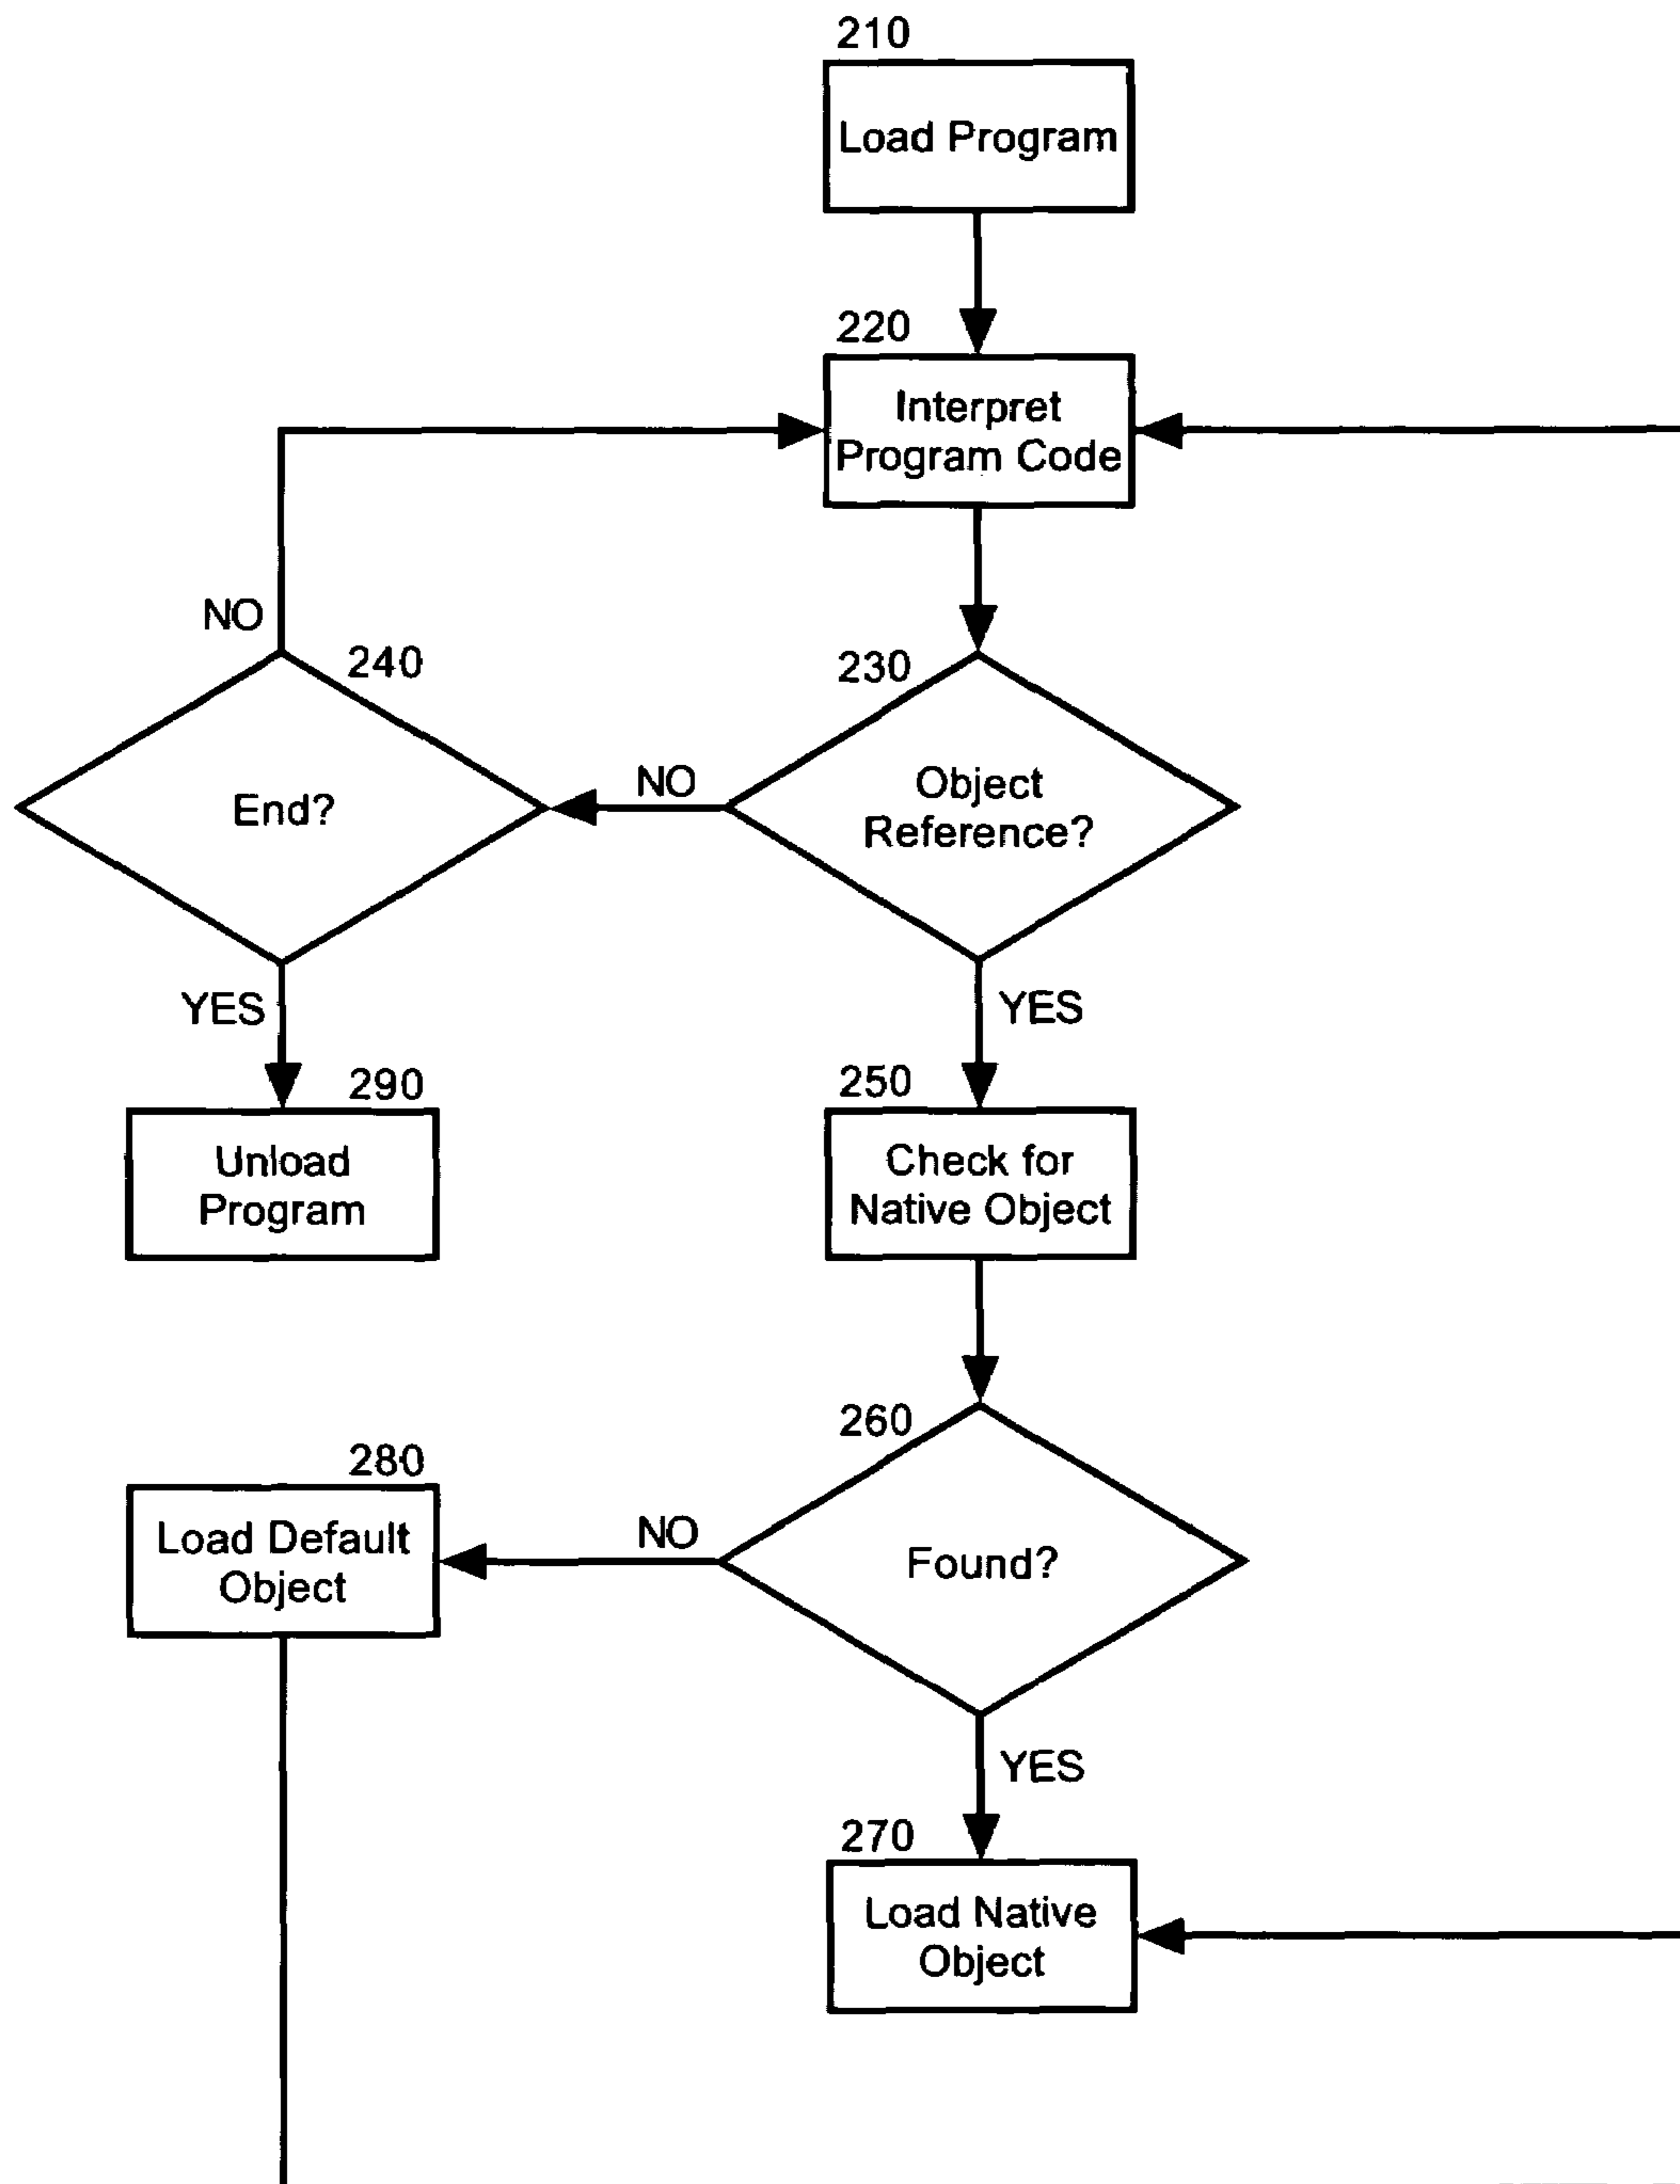 210
Load Program
220
Interpret
Program Code
NO
240
230
End?
NO
Object
Reference?
YES
YES
290
250
Unload
Program
Check for
Native Object
260
280
Load Default
Object
NO
Found?
YES
270
Load Native
Object